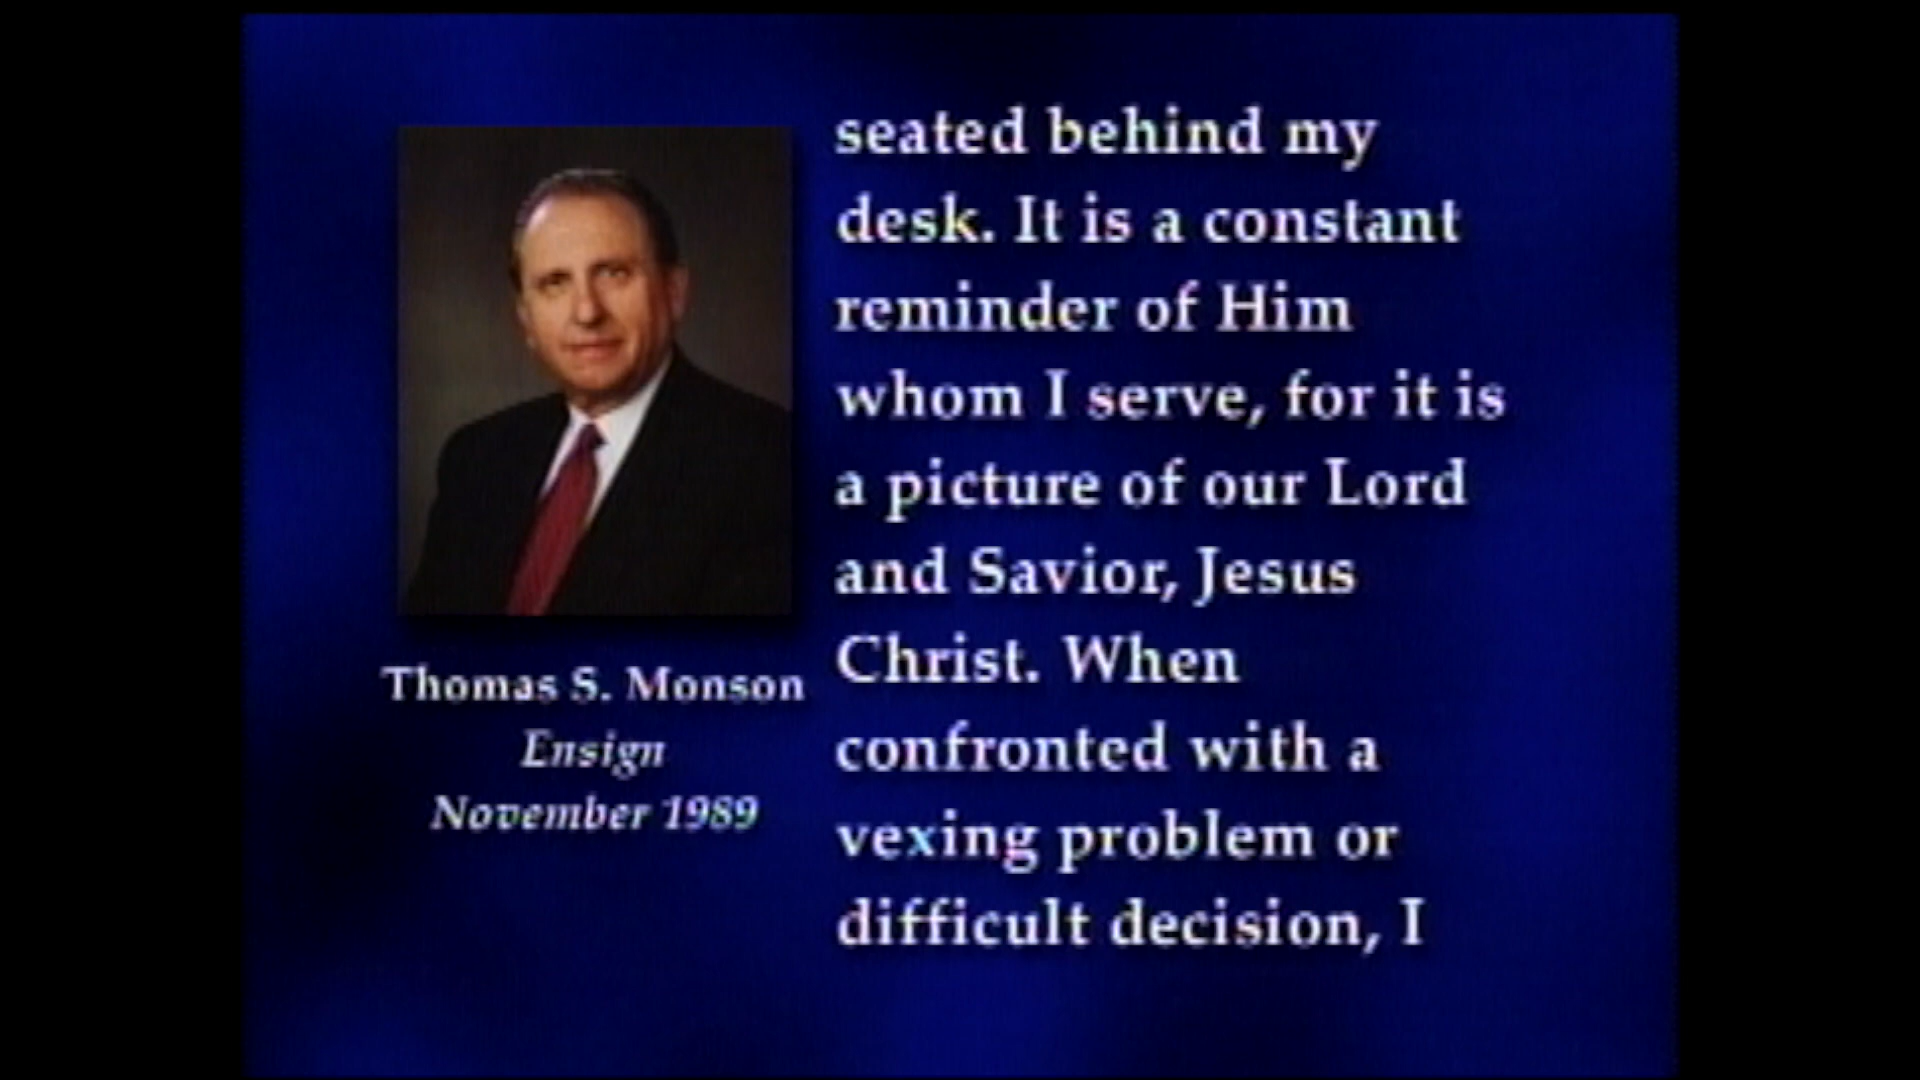 seated behind my
desk. It is a constant
reminder of Him
whom I serve, for it is
a picture of our Lord
and Savior, Jesus
Christ. When
confronted with a
vexing problem or
difficult decision, I
Thomas S. Monson
Ensign
November 1989